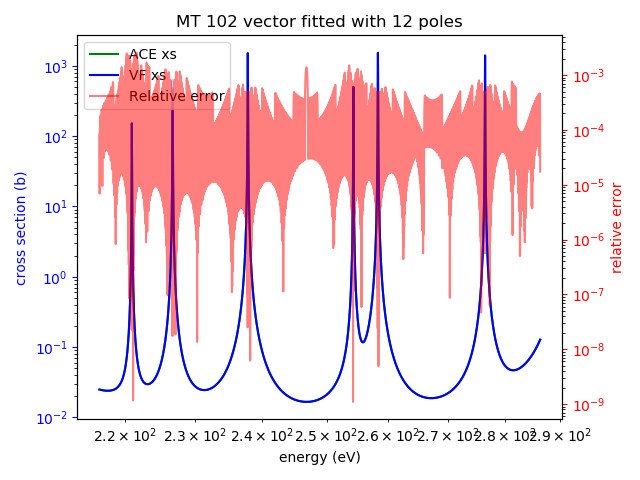 MT 102 vector fitted with 12 poles
ACE xs
VF xs
Relative error
cross section (b)
10³
10²
10¹
10⁰
10⁻¹
10⁻²
relative error
10⁻³
10⁻⁴
10⁻⁵
10⁻⁶
10⁻⁷
10⁻⁸
10⁻⁹
2.2 × 10² 2.3 × 10² 2.4 × 10² 2.5 × 10² 2.6 × 10² 2.7 × 10² 2.8 × 10² 2.9 × 10²
energy (eV)